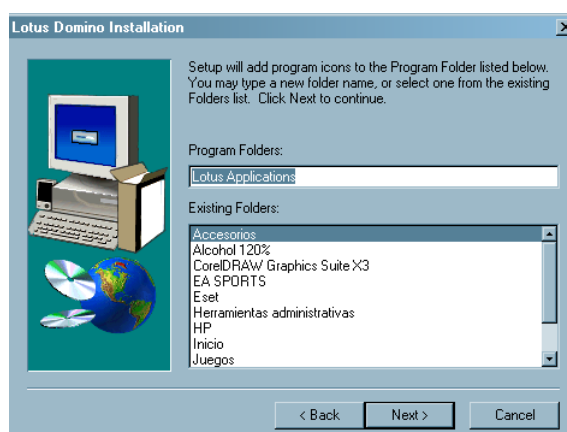 Lotus Domino Installation
Setup will add program icons to the Program Folder listed below.
You may type a new folder name, or select one from the existing
Folders list. Click Next to continue.
Program Folders:
Lotus Applications
Existing Folders:
Accesorios
Alcohol 120%
CorelDRAW Graphics Suite X3
EA SPORTS
Eset
Herramientas administrativas
HP
Inicio
Juegos
< Back
Next >
Cancel